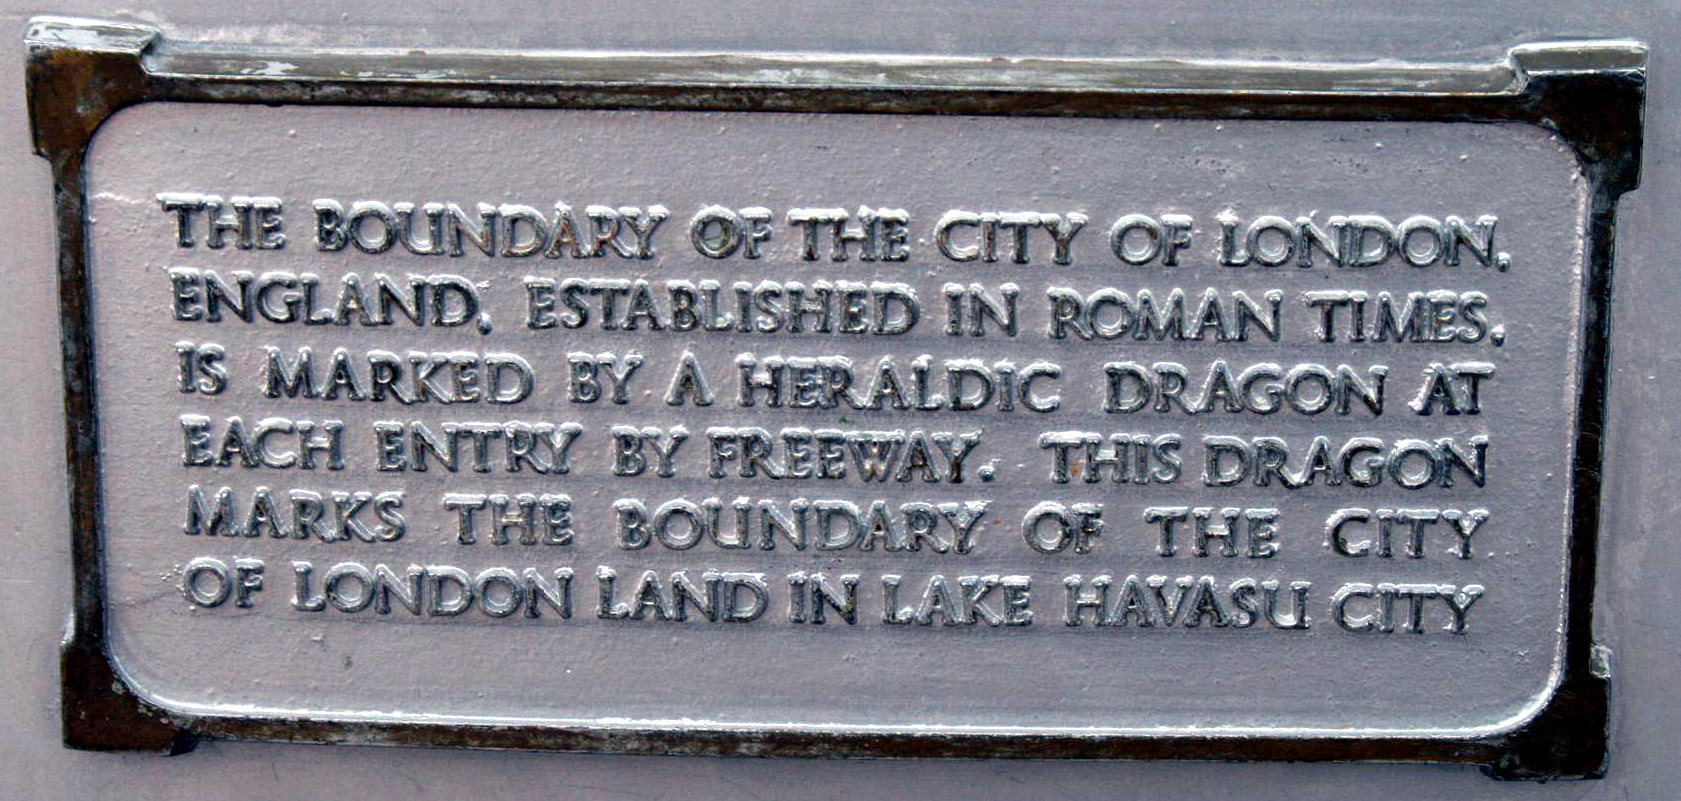 THE BOUNDARY OF THE CITY OF LONDON,
ENGLAND, ESTABLISHED IN ROMAN TIMES,
IS MARKED BY A HERALDIC DRAGON AT
EACH ENTRY BY FREEWAY. THIS DRAGON
MARKS THE BOUNDARY OF THE CITY
OF LONDON LAND IN LAKE HAVASU CITY